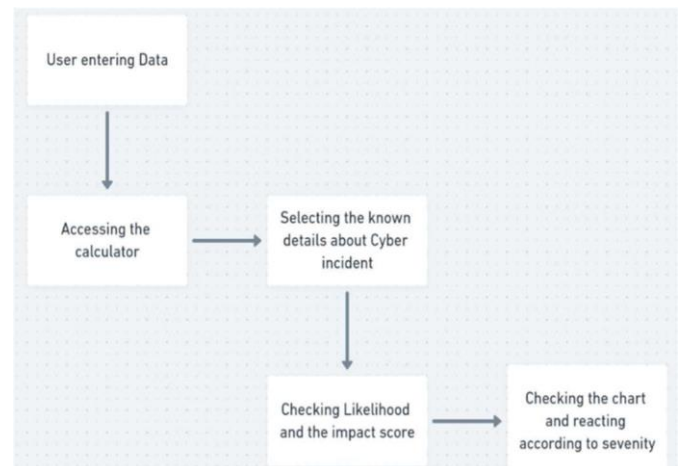 User entering Data
Accessing the
calculator
Selecting the known
details about Cyber
incident
Checking Likelihood
and the impact score
Checking the chart
and reacting
according to sevenity